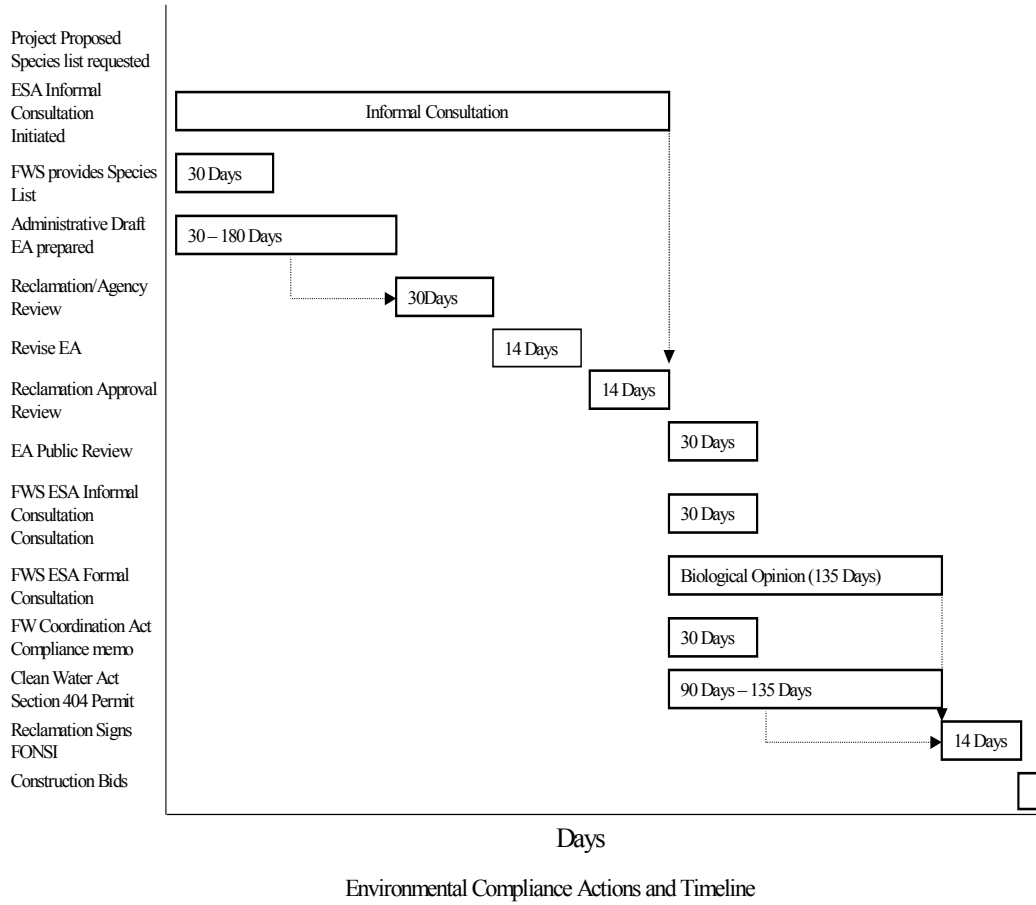 Project Proposed
Species list requested
ESA Informal
Consultation
Initiated
Informal Consultation
FWS provides Species
List
30 Days
Administrative Draft
EA prepared
30 – 180 Days
Reclamation/Agency
Review
30Days
Revise EA
14 Days
Reclamation Approval
Review
14 Days
EA Public Review
30 Days
FWS ESA Informal
Consultation
Consultation
30 Days
FWS ESA Formal
Consultation
Biological Opinion (135 Days)
FW Coordination Act
Compliance memo
30 Days
Clean Water Act
Section 404 Permit
90 Days – 135 Days
Reclamation Signs
FONSI
14 Days
Construction Bids
Days
Environmental Compliance Actions and Timeline